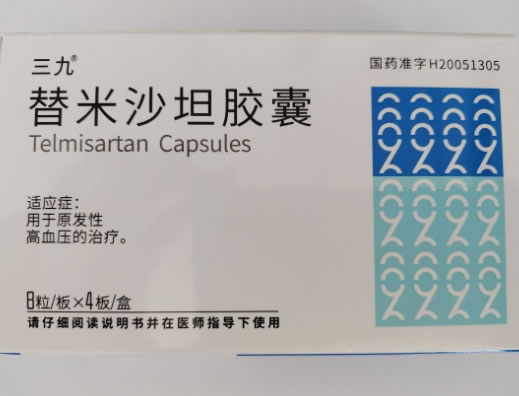 三九®
国药准字H20051305
替米沙坦胶囊
Telmisartan Capsules
适应症:
用于原发性
高血压的治疗。
8粒/板×4板/盒
请仔细阅读说明书并在医师指导下使用